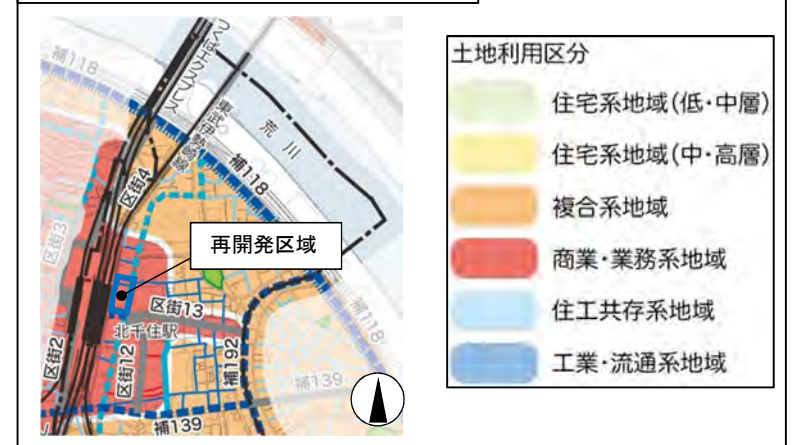 つくばエクスプレス
東武伊勢崎線
荒川
補118
補118
区街4
区街3
再開発区域
区街13
北千住駅
区街2
区街12
補192
補118
補139
補139
土地利用区分
住宅系地域(低・中層)
住宅系地域(中・高層)
複合系地域
商業・業務系地域
住工共存系地域
工業・流通系地域